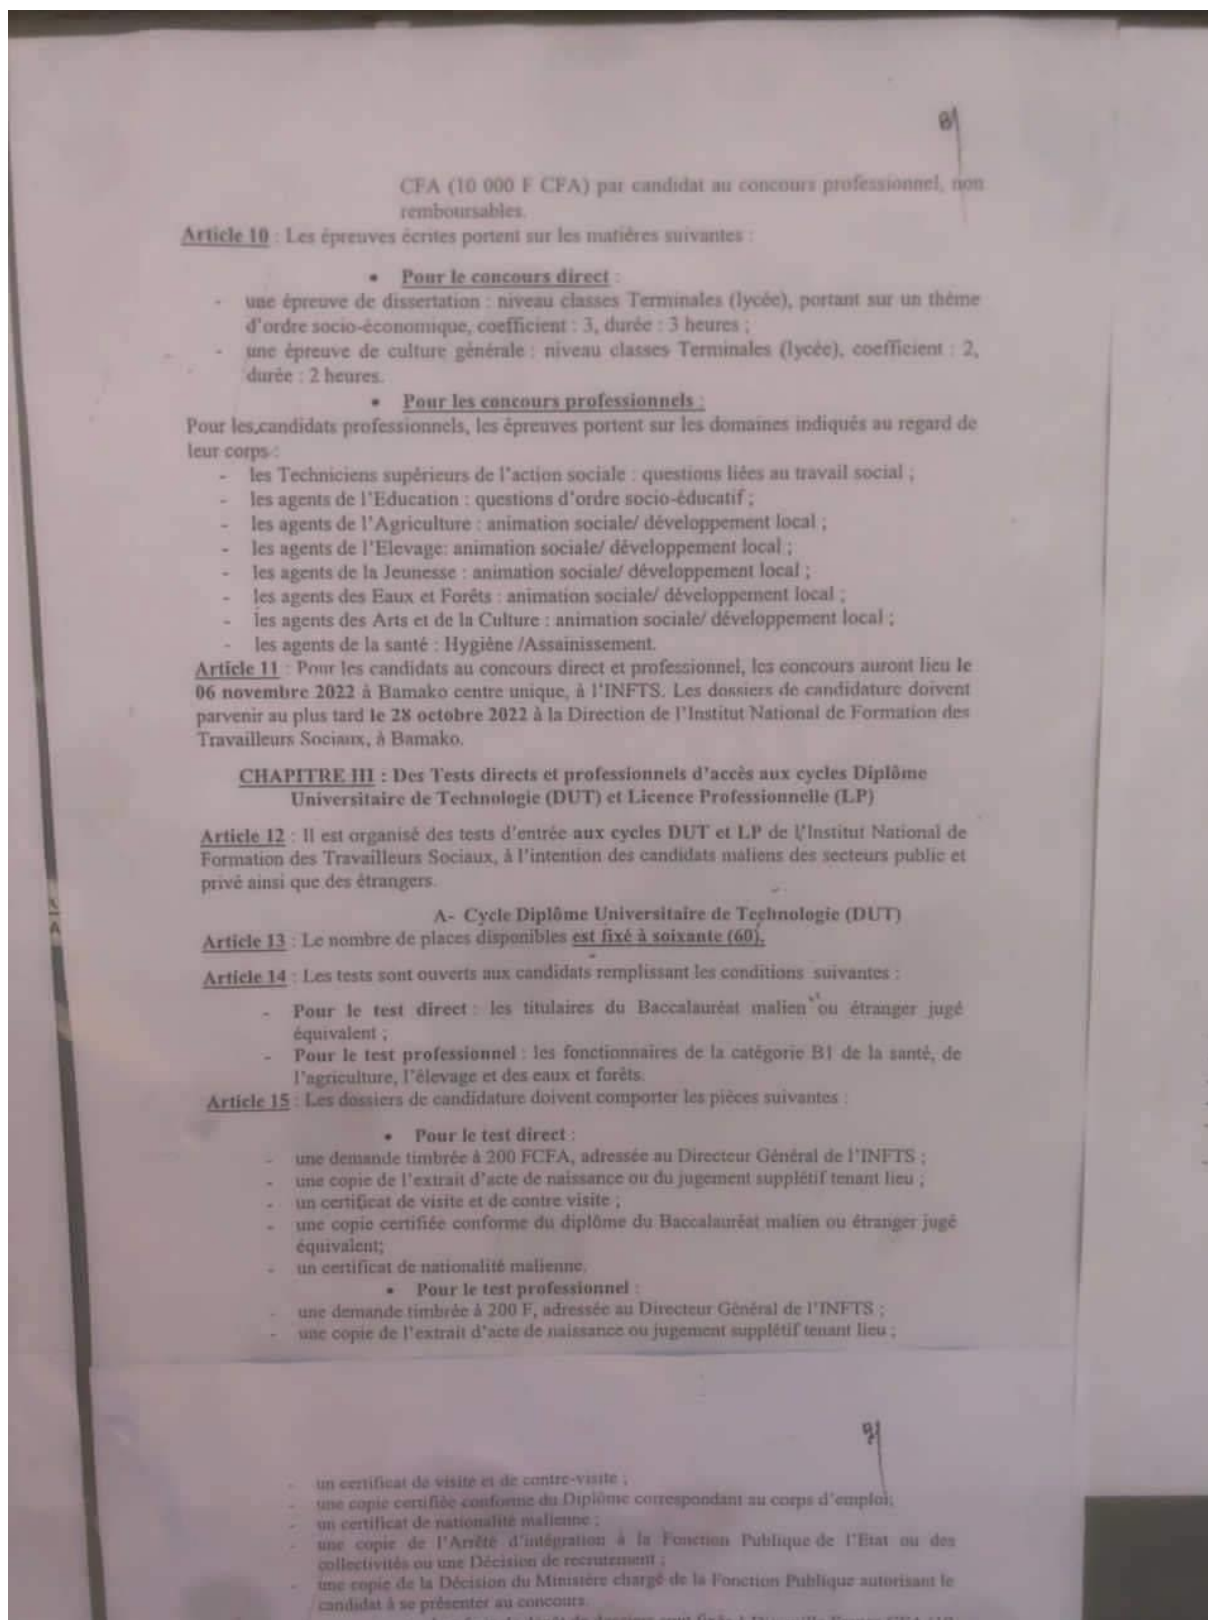 CFA (10 000 F CFA) par candidat au concours professionnel, non
remboursables.
Article 10 : Les épreuves écrites portent sur les matières suivantes :
• Pour le concours direct :
- une épreuve de dissertation : niveau classes Terminales (lycée), portant sur un thème
d'ordre socio-économique, coefficient : 3, durée : 3 heures ;
- une épreuve de culture générale : niveau classes Terminales (lycée), coefficient : 2,
durée : 2 heures.
• Pour les concours professionnels :
Pour les candidats professionnels, les épreuves portent sur les domaines indiqués au regard de
leur corps :
- les Techniciens supérieurs de l'action sociale : questions liées au travail social ;
- les agents de l'Education : questions d'ordre socio-éducatif ;
- les agents de l'Agriculture : animation sociale/ développement local ;
- les agents de l'Elevage: animation sociale/ développement local ;
- les agents de la Jeunesse : animation sociale/ développement local ;
- les agents des Eaux et Forêts : animation sociale/ développement local ;
- les agents des Arts et de la Culture : animation sociale/ développement local ;
- les agents de la santé : Hygiène /Assainissement.
Article 11 : Pour les candidats au concours direct et professionnel, les concours auront lieu le
06 novembre 2022 à Bamako centre unique, à l'INFTS. Les dossiers de candidature doivent
parvenir au plus tard le 28 octobre 2022 à la Direction de l'Institut National de Formation des
Travailleurs Sociaux, à Bamako.
CHAPITRE III : Des Tests directs et professionnels d'accès aux cycles Diplôme
Universitaire de Technologie (DUT) et Licence Professionnelle (LP)
Article 12 : Il est organisé des tests d'entrée aux cycles DUT et LP de l'Institut National de
Formation des Travailleurs Sociaux, à l'intention des candidats maliens des secteurs public et
privé ainsi que des étrangers.
A- Cycle Diplôme Universitaire de Technologie (DUT)
Article 13 : Le nombre de places disponibles est fixé à soixante (60).
Article 14 : Les tests sont ouverts aux candidats remplissant les conditions suivantes :
- Pour le test direct : les titulaires du Baccalauréat malien ou étranger jugé
équivalent ;
- Pour le test professionnel : les fonctionnaires de la catégorie B1 de la santé, de
l'agriculture, l'élevage et des eaux et forêts.
Article 15 : Les dossiers de candidature doivent comporter les pièces suivantes :
• Pour le test direct :
- une demande timbrée à 200 FCFA, adressée au Directeur Général de l'INFTS ;
- une copie de l'extrait d'acte de naissance ou du jugement supplétif tenant lieu ;
- un certificat de visite et de contre visite ;
- une copie certifiée conforme du diplôme du Baccalauréat malien ou étranger jugé
équivalent;
- un certificat de nationalité malienne.
• Pour le test professionnel :
- une demande timbrée à 200 F, adressée au Directeur Général de l'INFTS ;
- une copie de l'extrait d'acte de naissance ou jugement supplétif tenant lieu ;
- un certificat de visite et de contre-visite ;
- une copie certifiée conforme du Diplôme correspondant au corps d'emploi;
- un certificat de nationalité malienne ;
- une copie de l'Arrêté d'intégration à la Fonction Publique de l'Etat ou des
collectivités ou une Décision de recrutement ;
- une copie de la Décision du Ministère chargé de la Fonction Publique autorisant le
candidat à se présenter au concours.